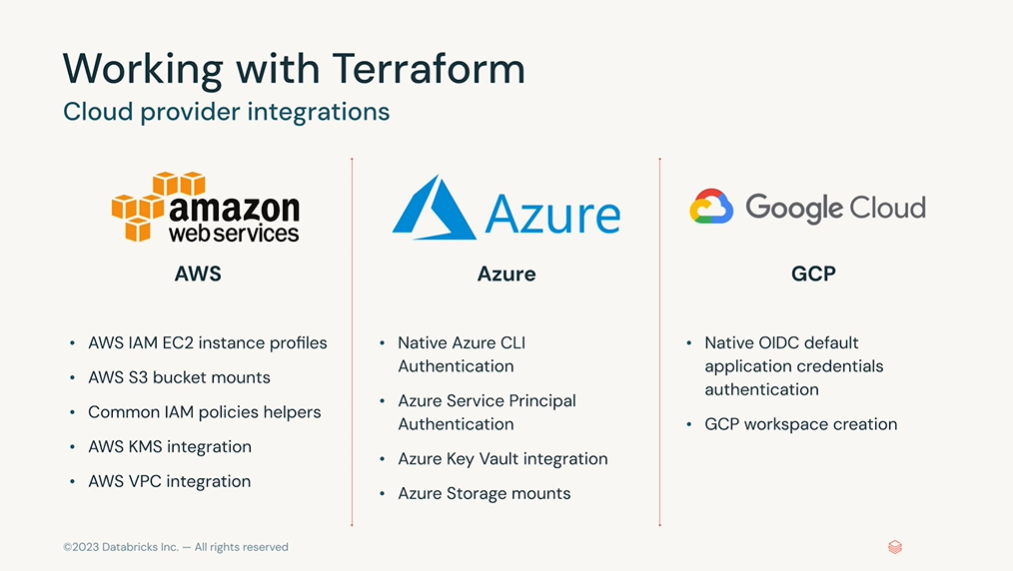 Working with Terraform
Cloud provider integrations
amazon
webservices
AWS
• AWS IAM EC2 instance profiles
• AWS S3 bucket mounts
• Common IAM policies helpers
• AWS KMS integration
• AWS VPC integration
Azure
Azure
• Native Azure CLI
Authentication
• Azure Service Principal
Authentication
• Azure Key Vault integration
• Azure Storage mounts
Google Cloud
GCP
• Native OIDC default
application credentials
authentication
• GCP workspace creation
©2023 Databricks Inc. — All rights reserved